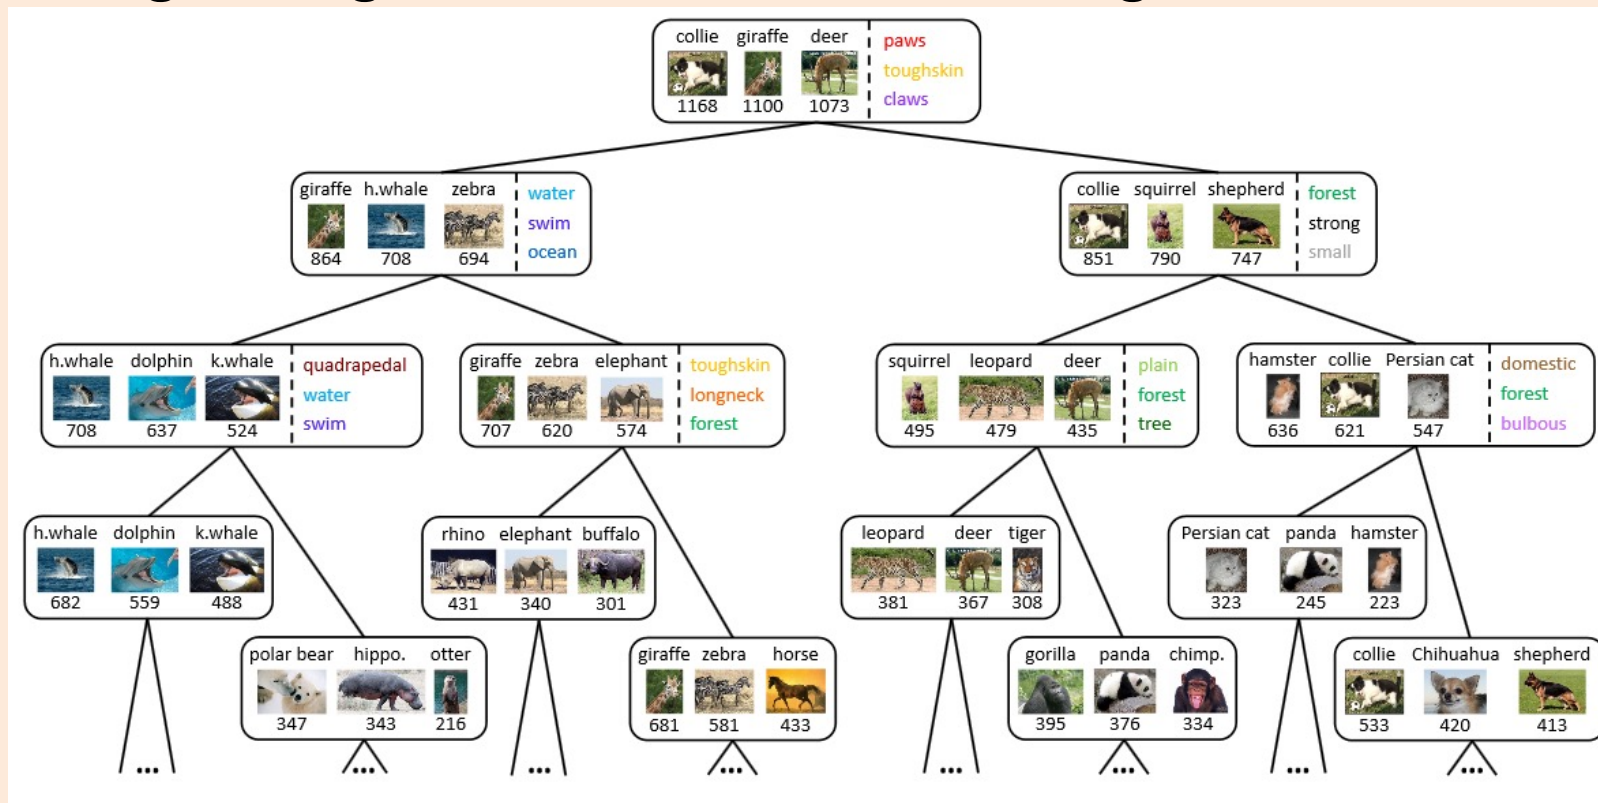 collie giraffe deer
paws
toughskin
claws
1168 1100 1073
giraffe h.whale zebra
water
swim
ocean
864 708 694
collie squirrel shepherd
forest
strong
small
851 790 747
h.whale dolphin k.whale
quadrapedal
water
swim
708 637 524
giraffe zebra elephant
toughskin
longneck
forest
707 620 574
squirrel leopard deer
plain
forest
tree
495 479 435
hamster collie Persian cat
domestic
forest
bulbous
636 621 547
h.whale dolphin k.whale
682 559 488
rhino elephant buffalo
431 340 301
leopard deer tiger
381 367 308
Persian cat panda hamster
323 245 223
polar bear hippo. otter
347 343 216
giraffe zebra horse
681 581 433
gorilla panda chimp.
395 376 334
collie Chihuahua shepherd
533 420 413
... ... ... ... ... ... ... ...